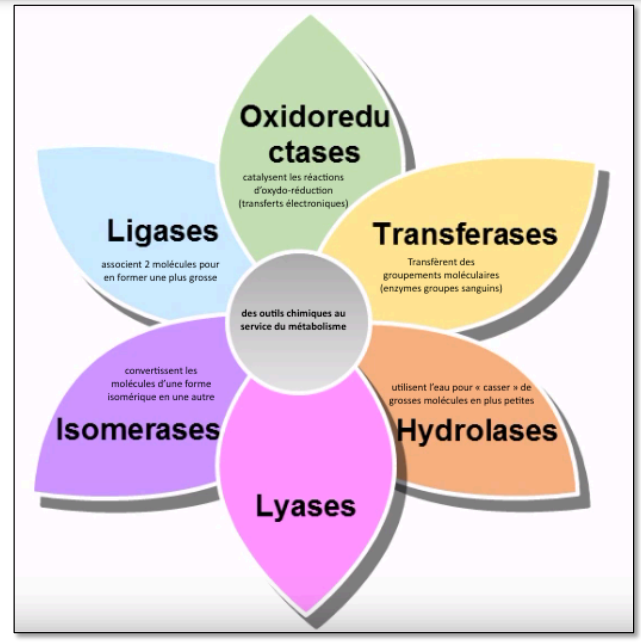 Oxidoredu
ctases
catalysent les réactions
d'oxydo-réduction
(transferts électroniques)
Ligases
associent 2 molécules pour
en former une plus grosse
Transferases
Transfèrent des
groupements moléculaires
(enzymes groupes sanguins)
des outils chimiques au
service du métabolisme
convertissent les
molécules d'une forme
isomérique en une autre
Isomerases
utilisent l'eau pour « casser » de
grosses molécules en plus petites
Hydrolases
Lyases